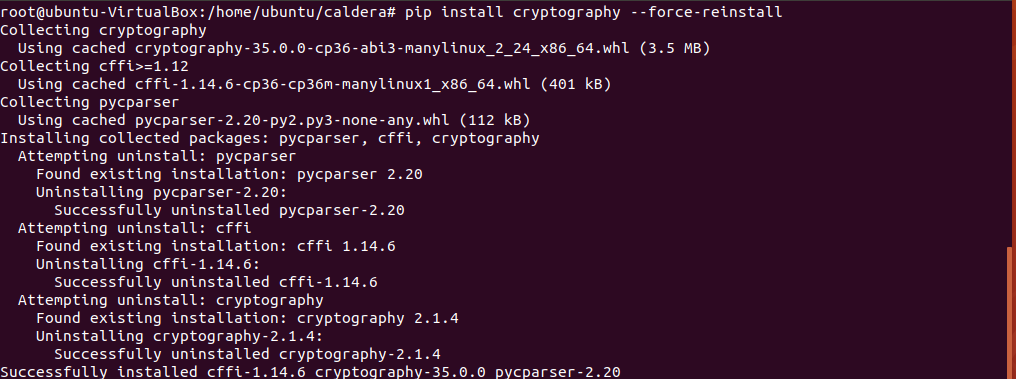 root@ubuntu-VirtualBox:/home/ubuntu/caldera# pip install cryptography --force-reinstall
Collecting cryptography
  Using cached cryptography-35.0.0-cp36-abi3-manylinux_2_24_x86_64.whl (3.5 MB)
Collecting cffi>=1.12
  Using cached cffi-1.14.6-cp36-cp36m-manylinux1_x86_64.whl (401 kB)
Collecting pycparser
  Using cached pycparser-2.20-py2.py3-none-any.whl (112 kB)
Installing collected packages: pycparser, cffi, cryptography
  Attempting uninstall: pycparser
    Found existing installation: pycparser 2.20
    Uninstalling pycparser-2.20:
      Successfully uninstalled pycparser-2.20
  Attempting uninstall: cffi
    Found existing installation: cffi 1.14.6
    Uninstalling cffi-1.14.6:
      Successfully uninstalled cffi-1.14.6
  Attempting uninstall: cryptography
    Found existing installation: cryptography 2.1.4
    Uninstalling cryptography-2.1.4:
      Successfully uninstalled cryptography-2.1.4
Successfully installed cffi-1.14.6 cryptography-35.0.0 pycparser-2.20